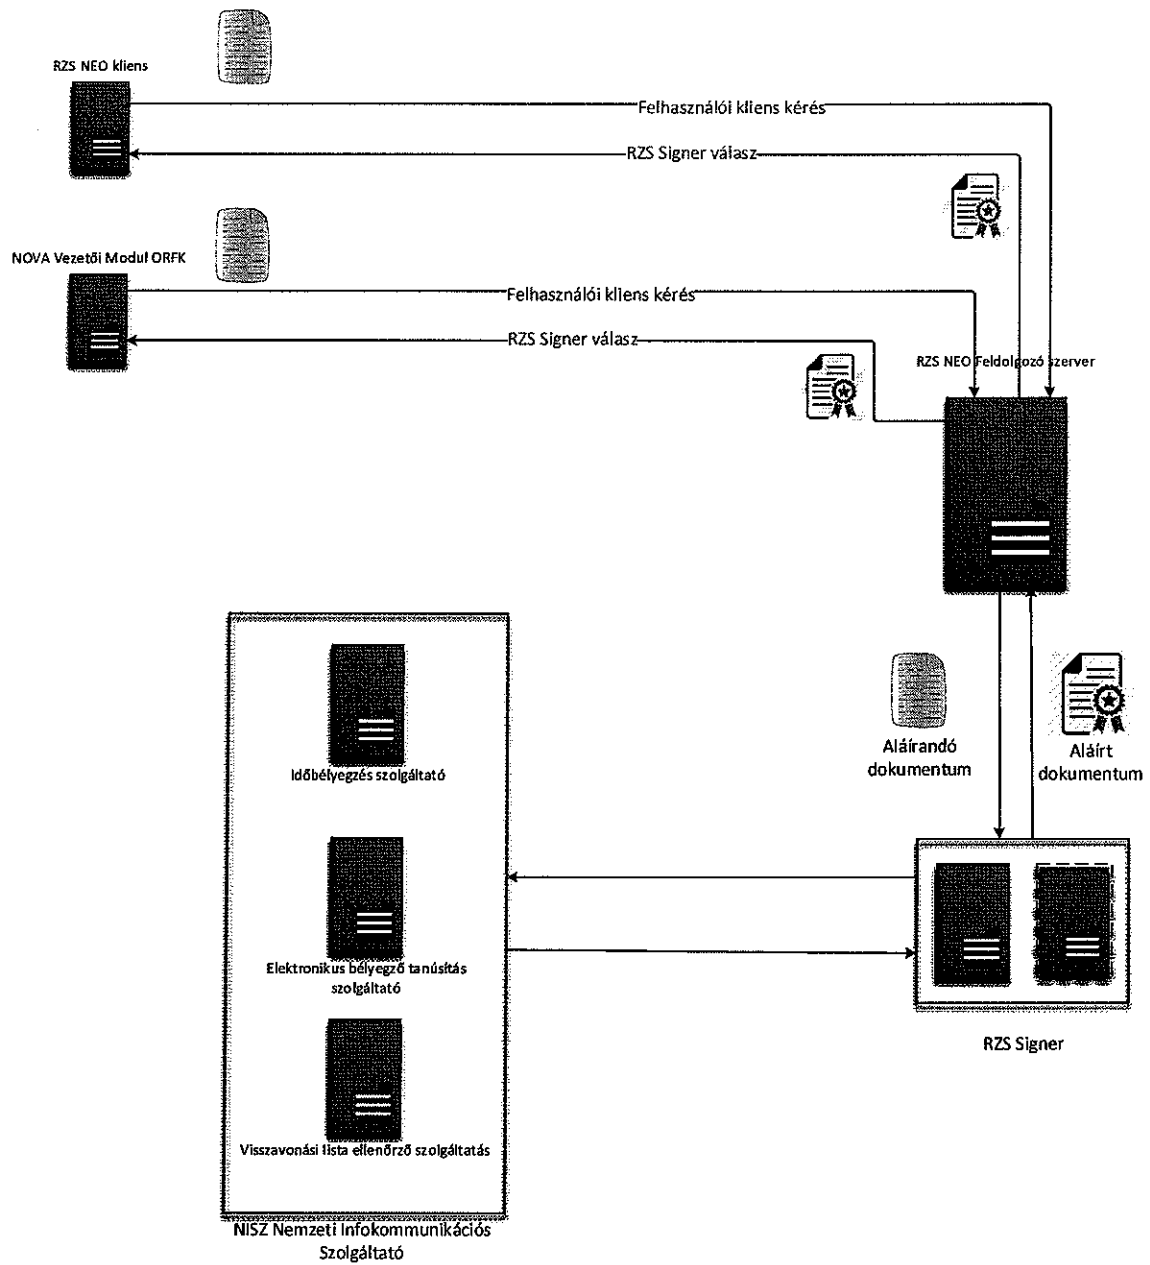 RZS NEO kliens
Felhasználói kliens kérés
RZS Signer válasz
NOVA Vezetői Modul ORFK
Felhasználói kliens kérés
RZS Signer válasz
RZS NEO Feldolgozó szerver
Aláírandó
dokumentum
Aláírt
dokumentum
Időbélyegzés szolgáltató
Elektronikus bélyegző tanúsítás
szolgáltató
RZS Signer
Visszavonási lista ellenőrző szolgáltatás
NISZ Nemzeti Infokommunikációs
Szolgáltató